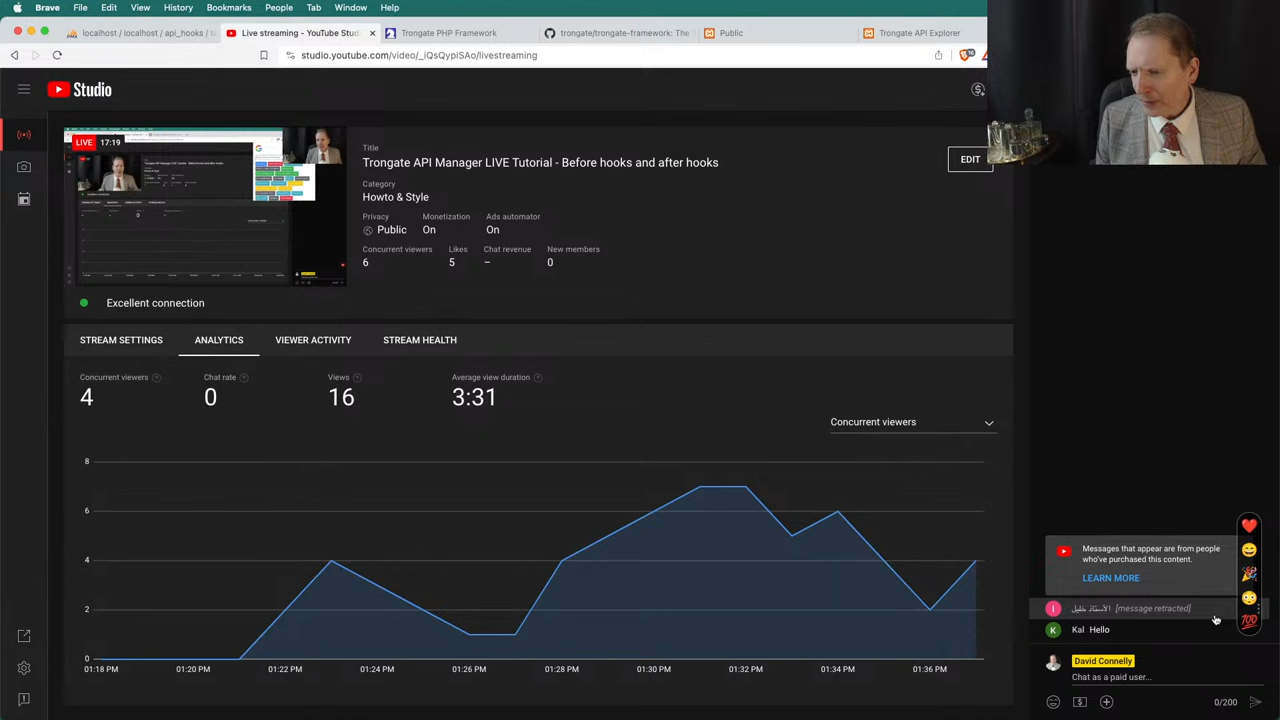 Brave File Edit View History Bookmarks People Tab Window Help
localhost / localhost / api_hooks / t
Live streaming - YouTube Studio
Trongate PHP Framework
trongate/trongate-framework: The T
Public
Trongate API Explorer
studio.youtube.com/video/_iQsQypiSAo/livestreaming
Studio
LIVE 17:19
Title
Trongate API Manager LIVE Tutorial - Before hooks and after hooks
EDIT
Category
Howto & Style
Privacy Monetization Ads automator
Public On On
Concurrent viewers Likes Chat revenue New members
6 5 – 0
Excellent connection
STREAM SETTINGS ANALYTICS VIEWER ACTIVITY STREAM HEALTH
Concurrent viewers Chat rate Views Average view duration
4 0 16 3:31
Concurrent viewers
8
6
4
2
0
01:18 PM 01:20 PM 01:22 PM 01:24 PM 01:26 PM 01:28 PM 01:30 PM 01:32 PM 01:34 PM 01:36 PM
Messages that appear are from people
who've purchased this content.
LEARN MORE
[message retracted]
K Kal Hello
David Connelly
Chat as a paid user...
0/200
100